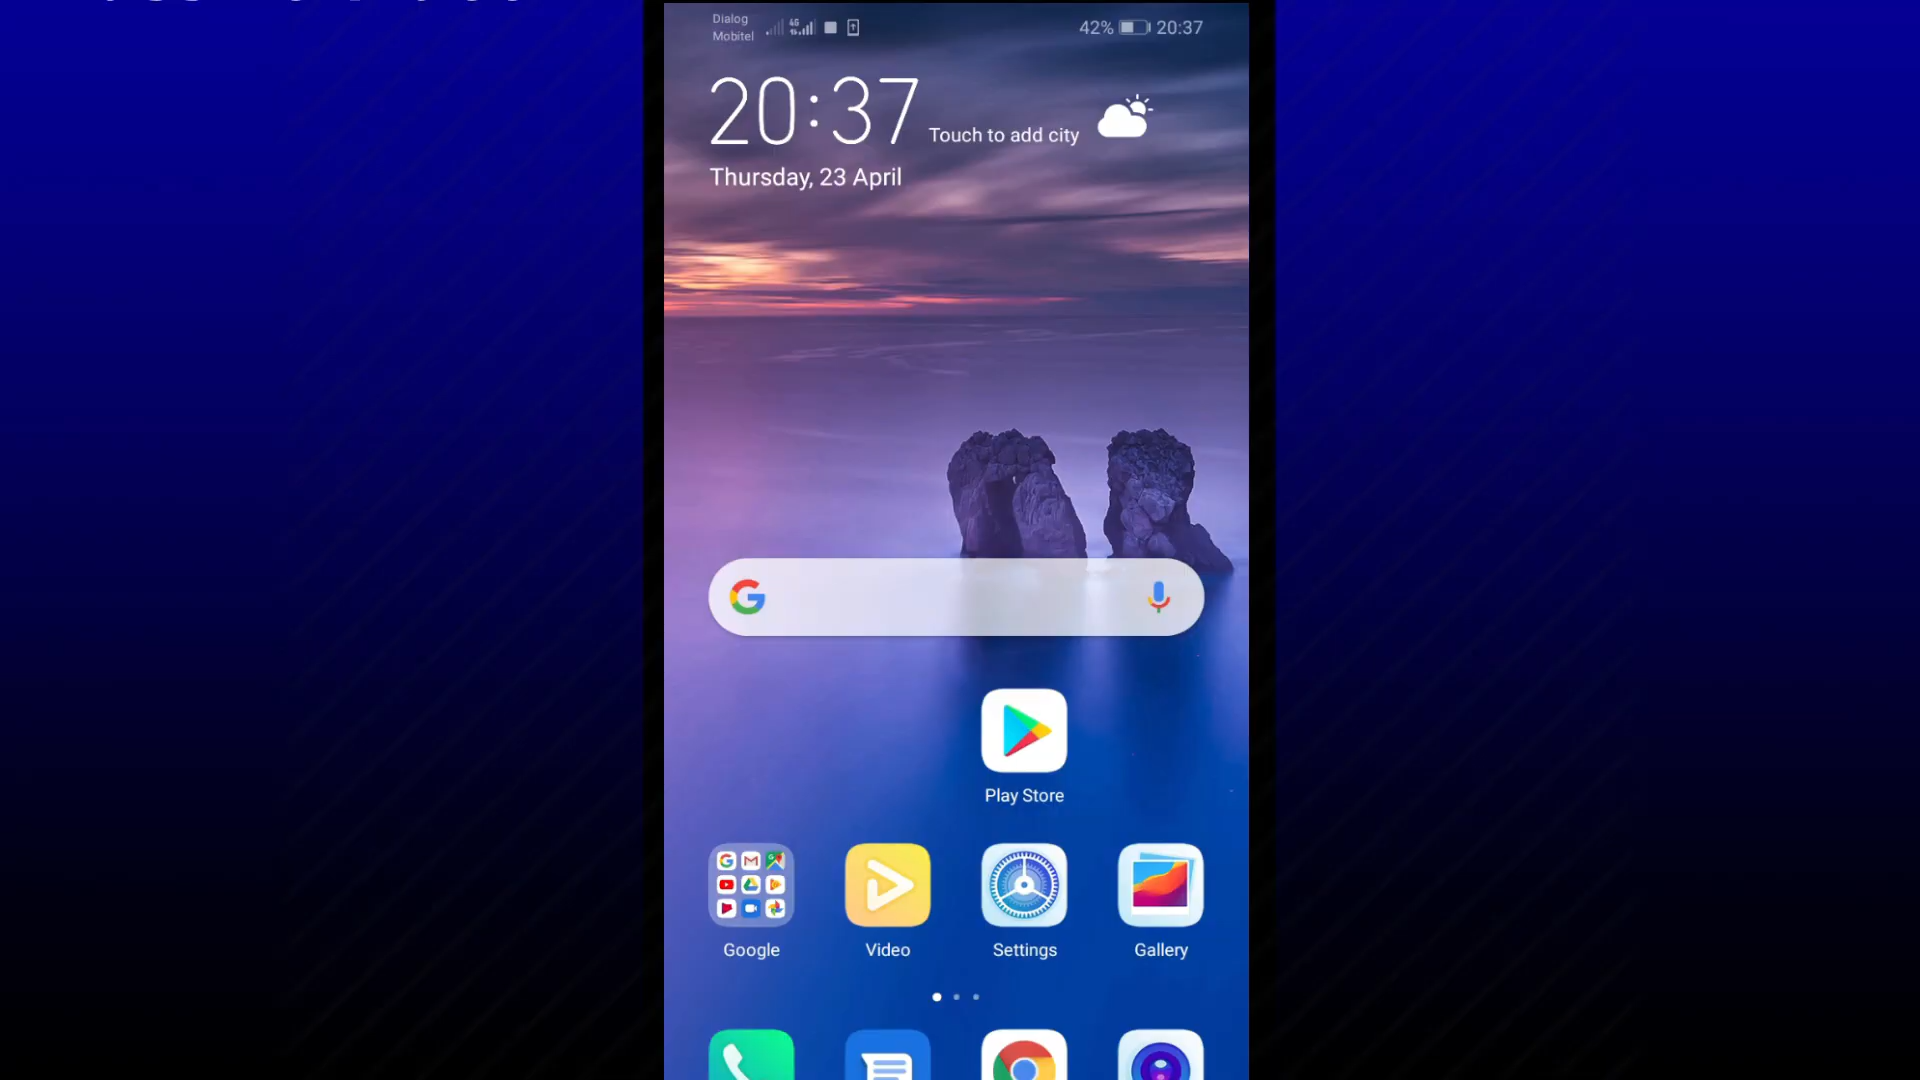 Dialog
Mobitel
4G
42%
20:37
20:37
Touch to add city
Thursday, 23 April
Play Store
Google
Video
Settings
Gallery